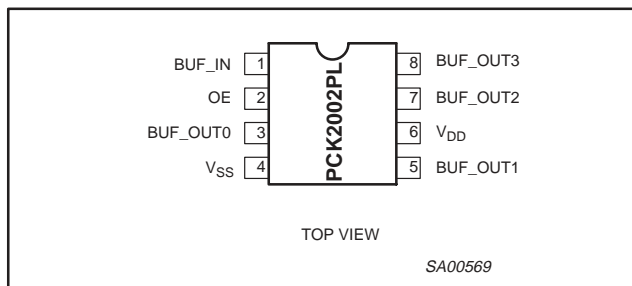 BUF_IN 1 8 BUF_OUT3
OE 2 7 BUF_OUT2
BUF_OUT0 3 6 VDD
VSS 4 5 BUF_OUT1
PCK2002PL
TOP VIEW
SA00569